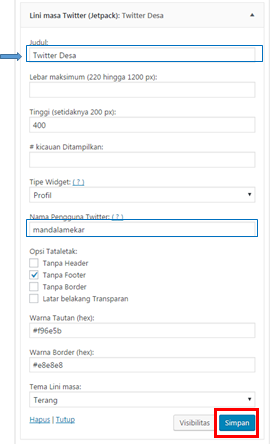 Lini masa Twitter (Jetpack): Twitter Desa
Judul:
Twitter Desa
Lebar maksimum (220 hingga 1200 px):
Tinggi (setidaknya 200 px):
400
# kicauan Ditampilkan:
Tipe Widget: ( ? )
Profil
Nama Pengguna Twitter: ( ? )
mandalamekar
Opsi Tataletak:
Tanpa Header
Tanpa Footer
Tanpa Border
Latar belakang Transparan
Warna Tautan (hex):
#f96e5b
Warna Border (hex):
#e8e8e8
Tema Lini masa:
Terang
Hapus | Tutup Visibilitas Simpan